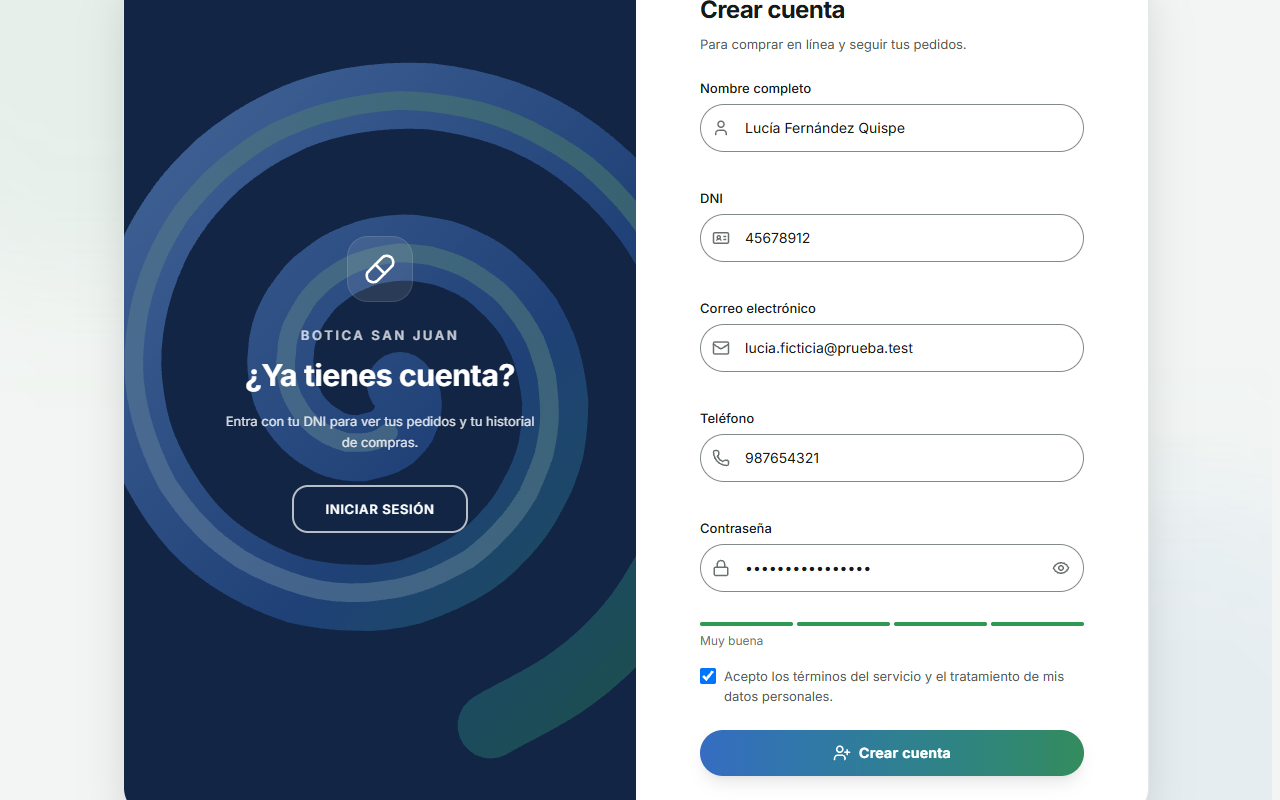 BOTICA SAN JUAN
¿Ya tienes cuenta?
Entra con tu DNI para ver tus pedidos y tu historial
de compras.
INICIAR SESIÓN
Crear cuenta
Para comprar en línea y seguir tus pedidos.
Nombre completo
Lucía Fernández Quispe
DNI
45678912
Correo electrónico
lucia.ficticia@prueba.test
Teléfono
987654321
Contraseña
••••••••••••••••
Muy buena
Acepto los términos del servicio y el tratamiento de mis
datos personales.
Crear cuenta